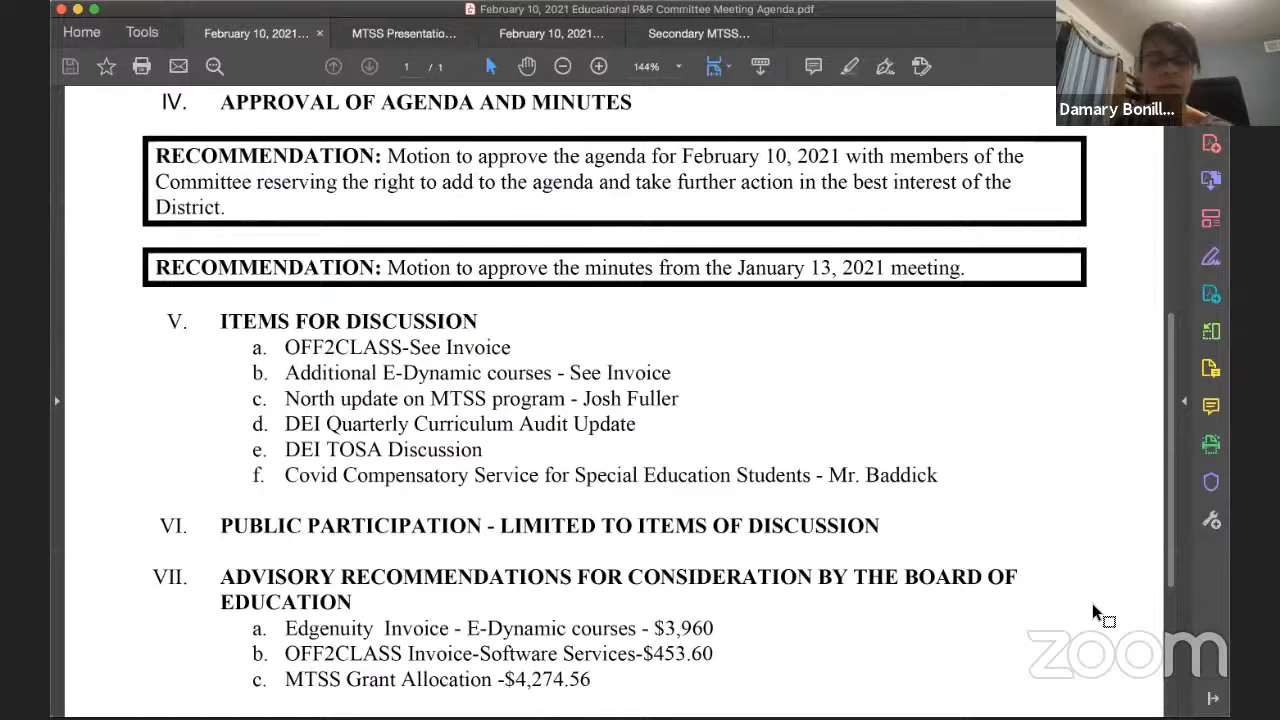 February 10, 2021 Educational P&R Committee Meeting Agenda.pdf
Home Tools February 10, 2021... × MTSS Presentatio... February 10, 2021... Secondary MTSS...
1 / 1 144%
Damary Bonill...
IV. APPROVAL OF AGENDA AND MINUTES
RECOMMENDATION: Motion to approve the agenda for February 10, 2021 with members of the
Committee reserving the right to add to the agenda and take further action in the best interest of the
District.
RECOMMENDATION: Motion to approve the minutes from the January 13, 2021 meeting.
V. ITEMS FOR DISCUSSION
a. OFF2CLASS-See Invoice
b. Additional E-Dynamic courses - See Invoice
c. North update on MTSS program - Josh Fuller
d. DEI Quarterly Curriculum Audit Update
e. DEI TOSA Discussion
f. Covid Compensatory Service for Special Education Students - Mr. Baddick
VI. PUBLIC PARTICIPATION - LIMITED TO ITEMS OF DISCUSSION
VII. ADVISORY RECOMMENDATIONS FOR CONSIDERATION BY THE BOARD OF
EDUCATION
a. Edgenuity Invoice - E-Dynamic courses - $3,960
b. OFF2CLASS Invoice-Software Services-$453.60
c. MTSS Grant Allocation -$4,274.56
zoom